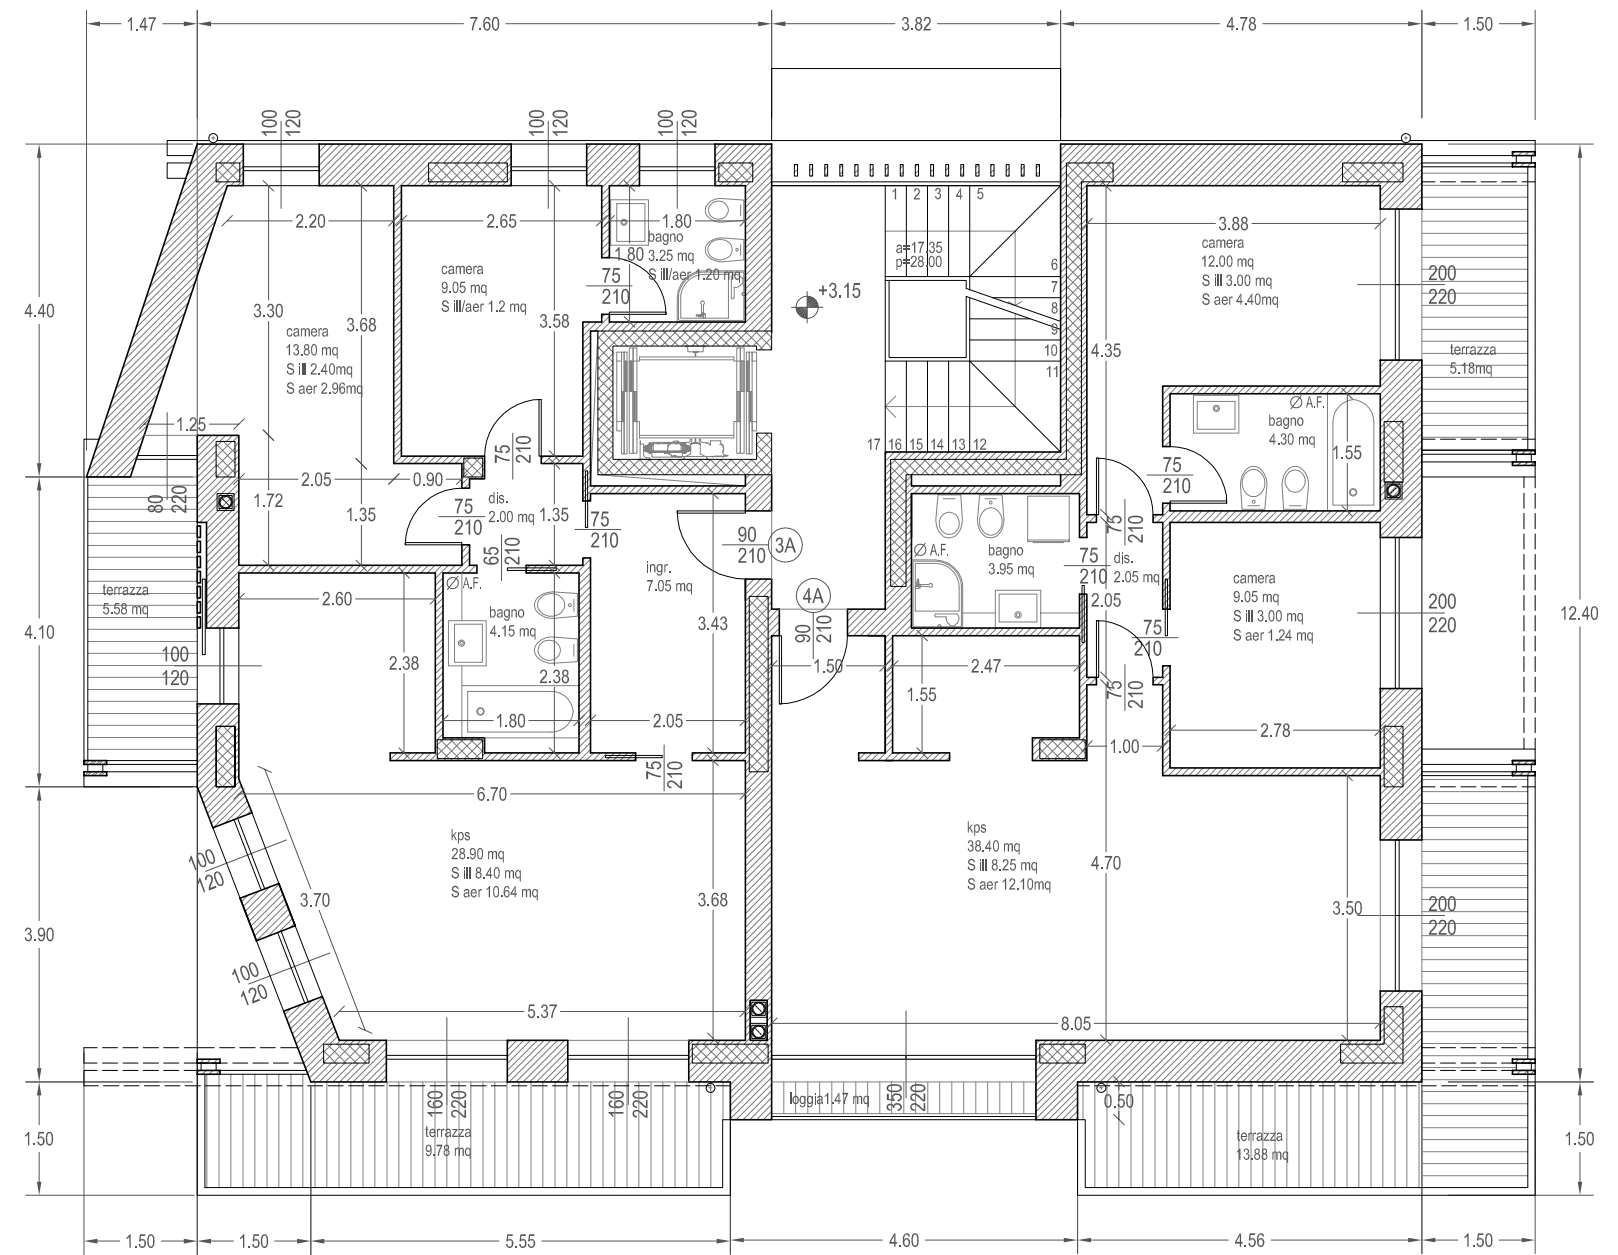 1.47
7.60
3.82
4.78
1.50
100
120
100
120
100
120
4.40
4.10
3.90
1.50
2.20
2.65
1.80
bagno
3.25 mq
S ill/aer 1.20 mq
1.80
75
210
camera
9.05 mq
S ill/aer 1.2 mq
3.58
3.30
3.68
camera
13.80 mq
S ill 2.40mq
S aer 2.96mq
1.25
2.05
0.90
1.72
1.35
80
220
75
210
75
210
dis.
2.00 mq
1.35
65
210
75
210
1 2 3 4 5
6
7
8
9
10
11
17 16 15 14 13 12
a=17.35
p=28.00
+3.15
3.88
camera
12.00 mq
S ill 3.00 mq
S aer 4.40mq
200
220
4.35
terrazza
5.18mq
Ø A.F.
bagno
4.30 mq
1.55
75
210
75
210
90
210
3A
ingr.
7.05 mq
3.43
4A
90
210
Ø A.F.
bagno
3.95 mq
75
210
dis.
2.05 mq
2.05
75
210
75
210
camera
9.05 mq
S ill 3.00 mq
S aer 1.24 mq
200
220
12.40
terrazza
5.58 mq
2.60
Ø A.F.
bagno
4.15 mq
2.38
2.38
100
120
1.80
2.05
75
210
1.50
2.47
1.55
1.00
2.78
6.70
kps
28.90 mq
S ill 8.40 mq
S aer 10.64 mq
3.68
100
120
3.70
100
120
5.37
kps
38.40 mq
S ill 8.25 mq
S aer 12.10mq
4.70
3.50
200
220
8.05
160
220
160
220
terrazza
9.78 mq
loggia1.47 mq
350
220
0.50
terrazza
13.88 mq
1.50
1.50
1.50
5.55
4.60
4.56
1.50